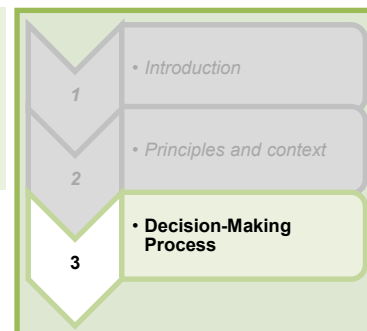 1
• Introduction
2
• Principles and context
3
• Decision-Making
Process